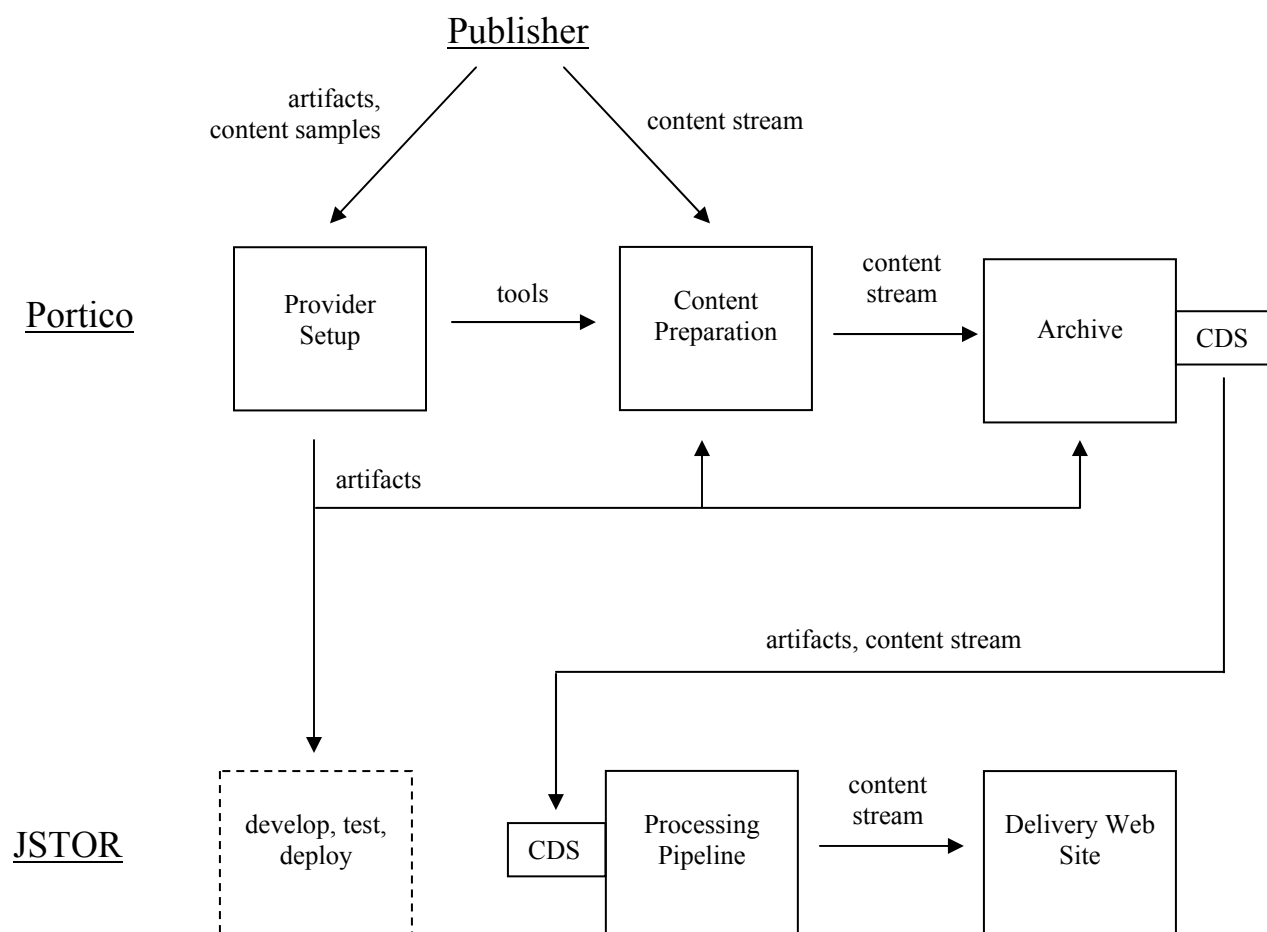 Publisher
artifacts,
content samples
content stream
Portico
Provider
Setup
tools
Content
Preparation
content
stream
Archive
CDS
artifacts
artifacts, content stream
JSTOR
develop, test,
deploy
CDS
Processing
Pipeline
content
stream
Delivery Web
Site